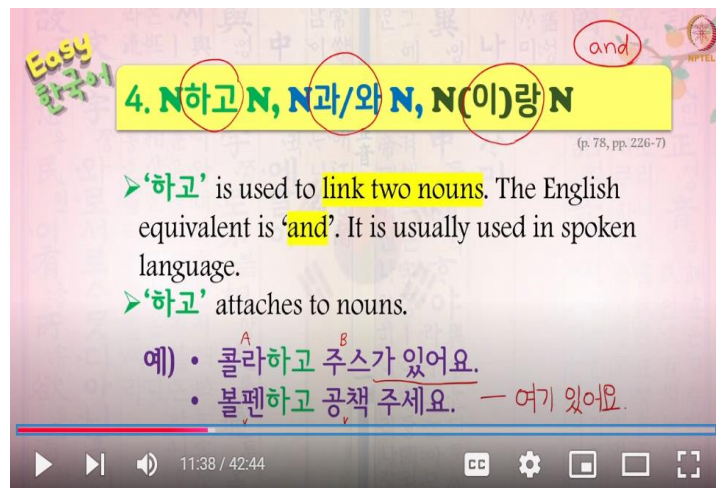 Easy
한국어
and
NPTEL
4. N하고 N, N과/와 N, N(이)랑 N
(p. 78, pp. 226-7)
➤‘하고’ is used to link two nouns. The English
equivalent is ‘and’. It is usually used in spoken
language.
➤‘하고’ attaches to nouns.
A B
예) • 콜라하고 주스가 있어요.
• 볼펜하고 공책 주세요. — 여기 있어요.
11:38 / 42:44
CC